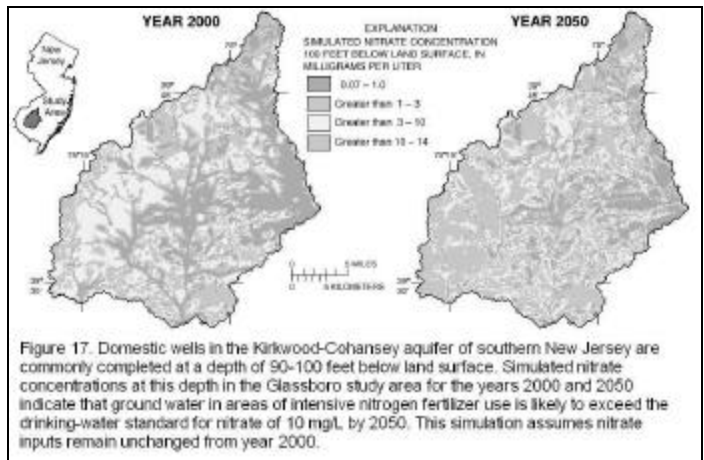 YEAR 2000
EXPLANATION
YEAR 2050
SIMULATED NITRATE CONCENTRATION
100 FEET BELOW LAND SURFACE, IN
MILLIGRAMS PER LITER
0.07 – 1.0
Greater than 1 – 3
Greater than 3 – 10
Greater than 10 – 14
New
Jersey
Study
Area
0 5 MILES
0 5 KILOMETERS
Figure 17. Domestic wells in the Kirkwood-Cohansey aquifer of southern New Jersey are
commonly completed at a depth of 90-100 feet below land surface. Simulated nitrate
concentrations at this depth in the Glassboro study area for the years 2000 and 2050
indicate that ground water in areas of intensive nitrogen fertilizer use is likely to exceed the
drinking-water standard for nitrate of 10 mg/L by 2050. This simulation assumes nitrate
inputs remain unchanged from year 2000.